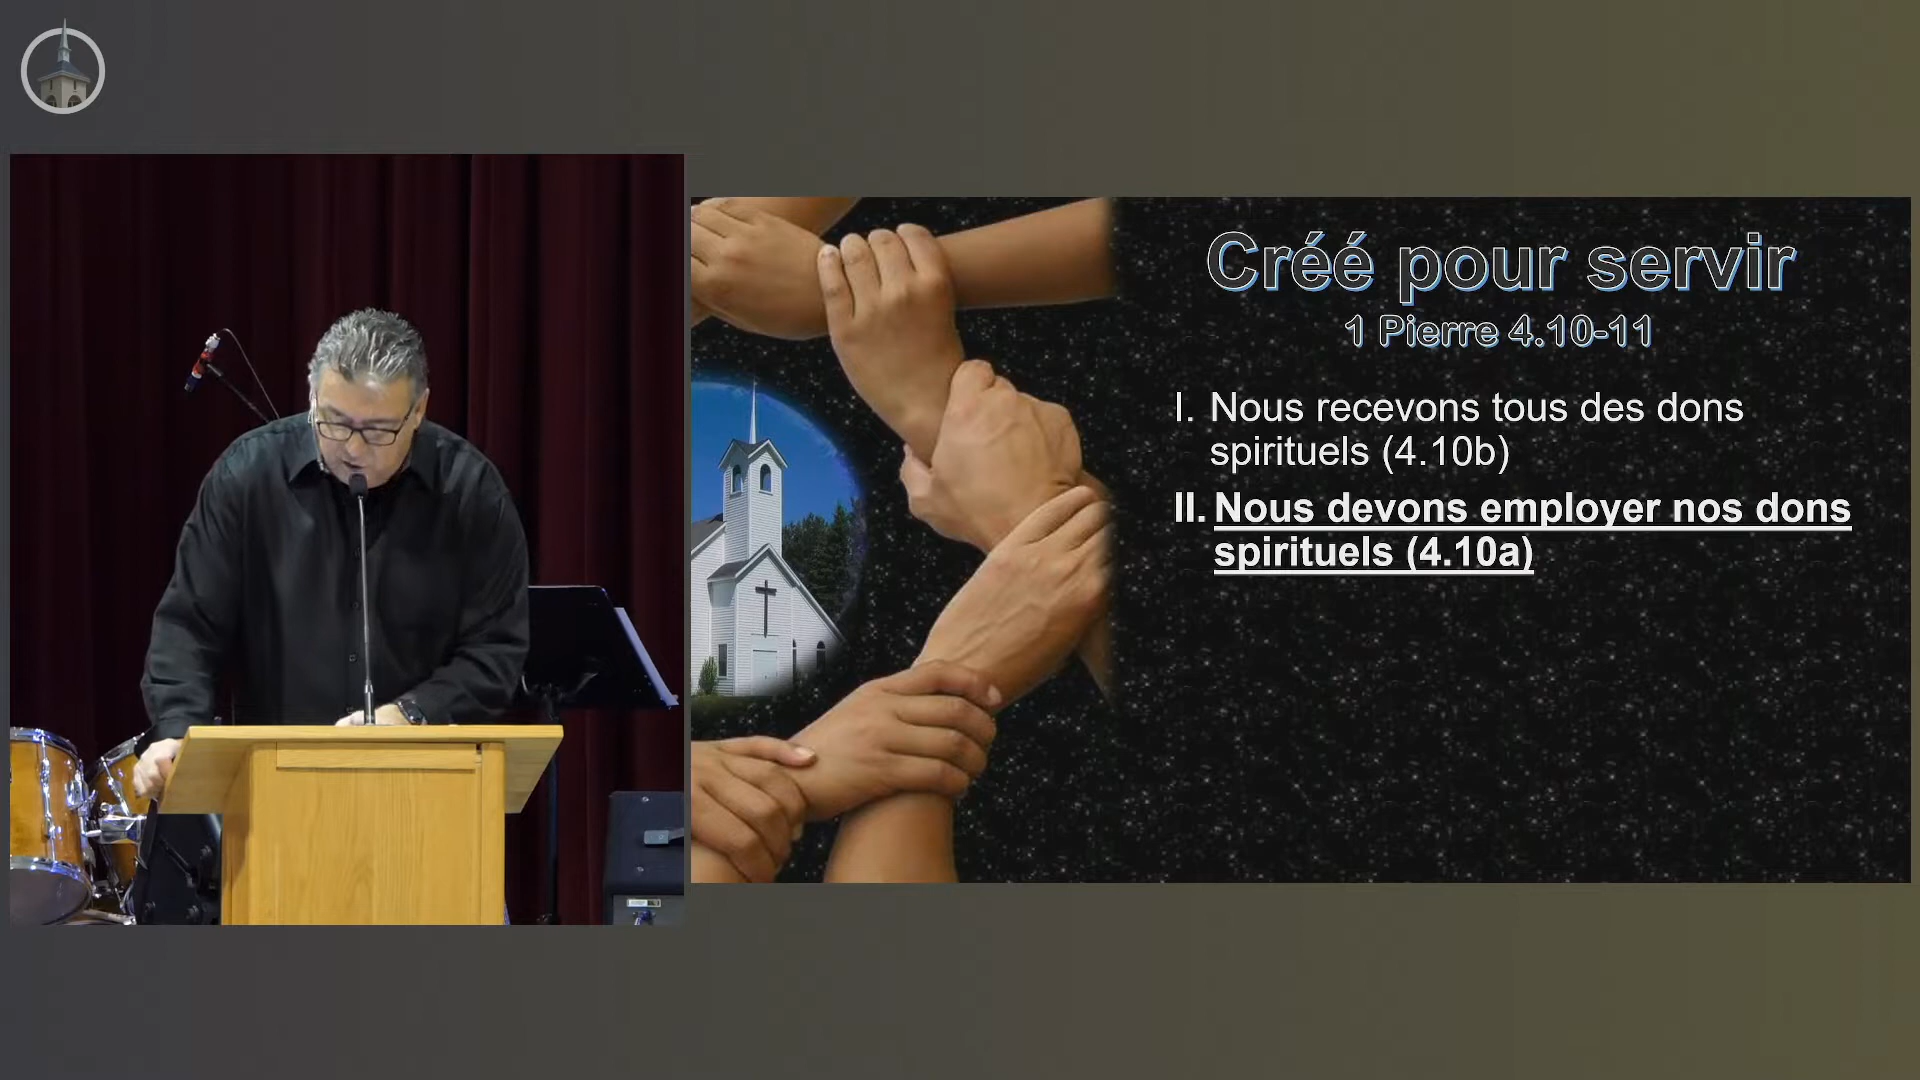 Créé pour servir
1 Pierre 4.10-11
I. Nous recevons tous des dons
spirituels (4.10b)
II. Nous devons employer nos dons
spirituels (4.10a)